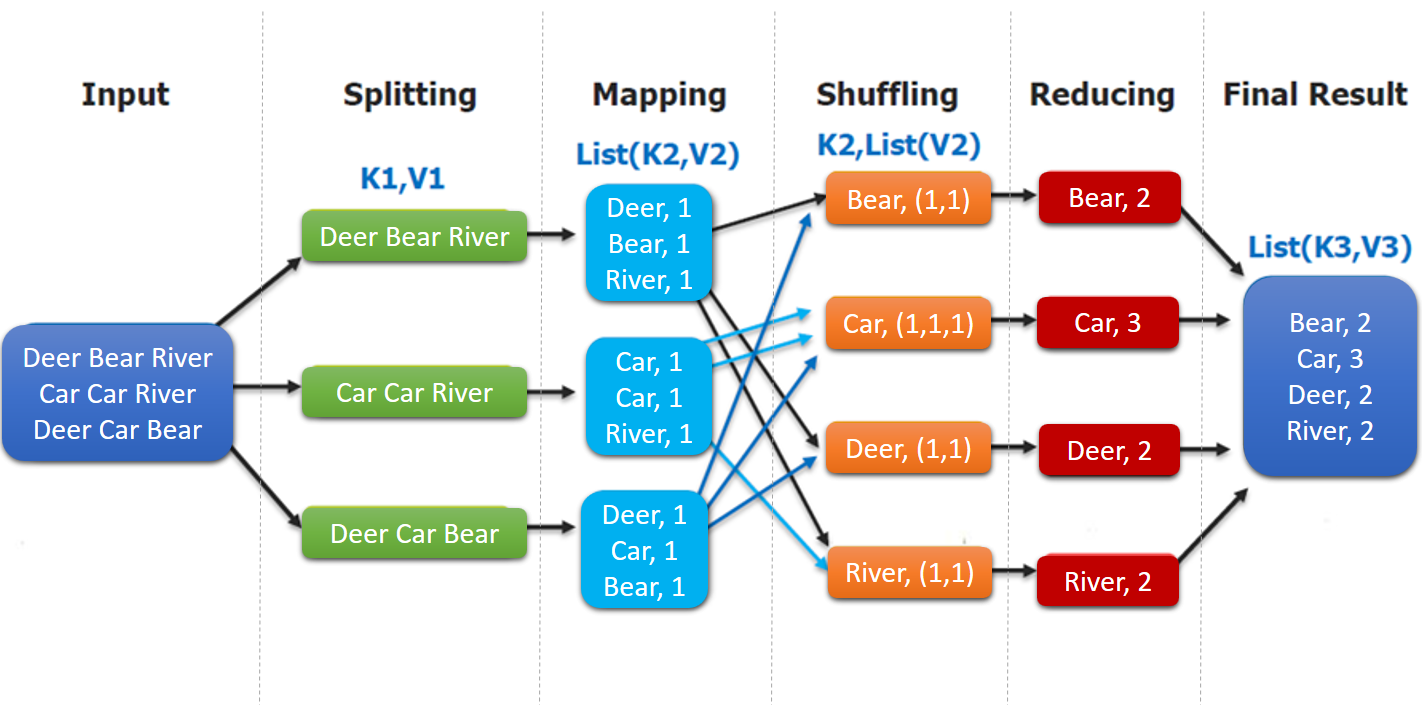 Input
Splitting
Mapping
Shuffling
Reducing
Final Result
K1,V1
List(K2,V2)
K2,List(V2)
List(K3,V3)
Deer Bear River
Car Car River
Deer Car Bear
Deer Bear River
Car Car River
Deer Car Bear
Deer, 1
Bear, 1
River, 1
Car, 1
Car, 1
River, 1
Deer, 1
Car, 1
Bear, 1
Bear, (1,1)
Car, (1,1,1)
Deer, (1,1)
River, (1,1)
Bear, 2
Car, 3
Deer, 2
River, 2
Bear, 2
Car, 3
Deer, 2
River, 2